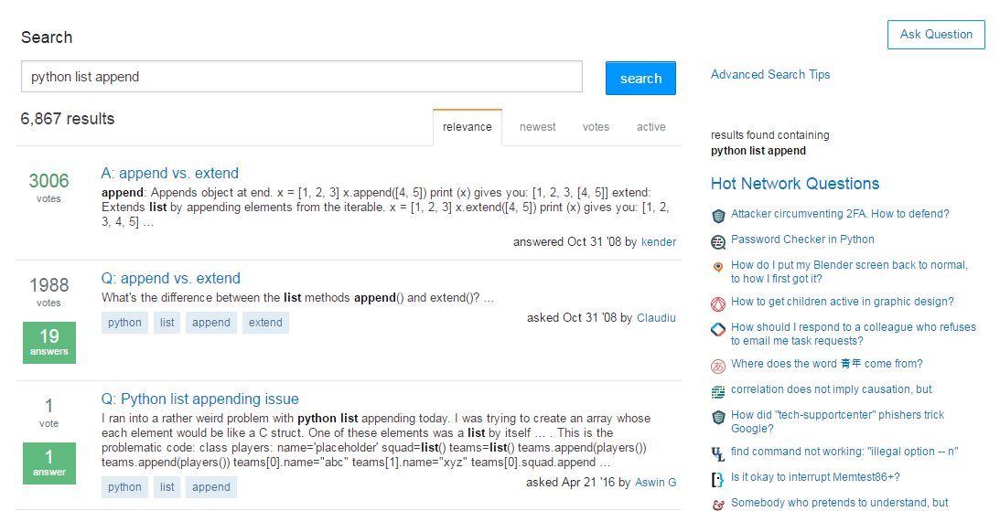 Search
Ask Question
python list append
search
Advanced Search Tips
6,867 results
relevance
newest
votes
active
results found containing
python list append
3006
votes
A: append vs. extend
append: Appends object at end. x = [1, 2, 3] x.append([4, 5]) print (x) gives you: [1, 2, 3, [4, 5]] extend:
Extends list by appending elements from the iterable. x = [1, 2, 3] x.extend([4, 5]) print (x) gives you: [1, 2,
3, 4, 5] ...
answered Oct 31 '08 by kender
1988
votes
19
answers
Q: append vs. extend
What's the difference between the list methods append() and extend()? ...
python
list
append
extend
asked Oct 31 '08 by Claudiu
1
vote
1
answer
Q: Python list appending issue
I ran into a rather weird problem with python list appending today. I was trying to create an array whose
each element would be like a C struct. One of these elements was a list by itself ... . This is the
problematic code: class players: name='placeholder' squad=list() teams=list() teams.append(players())
teams.append(players()) teams[0].name="abc" teams[1].name="xyz" teams[0].squad.append ...
python
list
append
asked Apr 21 '16 by Aswin G
Hot Network Questions
Attacker circumventing 2FA. How to defend?
Password Checker in Python
How do I put my Blender screen back to normal,
to how I first got it?
How to get children active in graphic design?
How should I respond to a colleague who refuses
to email me task requests?
あ
Where does the word 青年 come from?
correlation does not imply causation, but
How did "tech-supportcenter" phishers trick
Google?
UL
find command not working: "illegal option -- n"
Is it okay to interrupt Memtest86+?
Somebody who pretends to understand, but